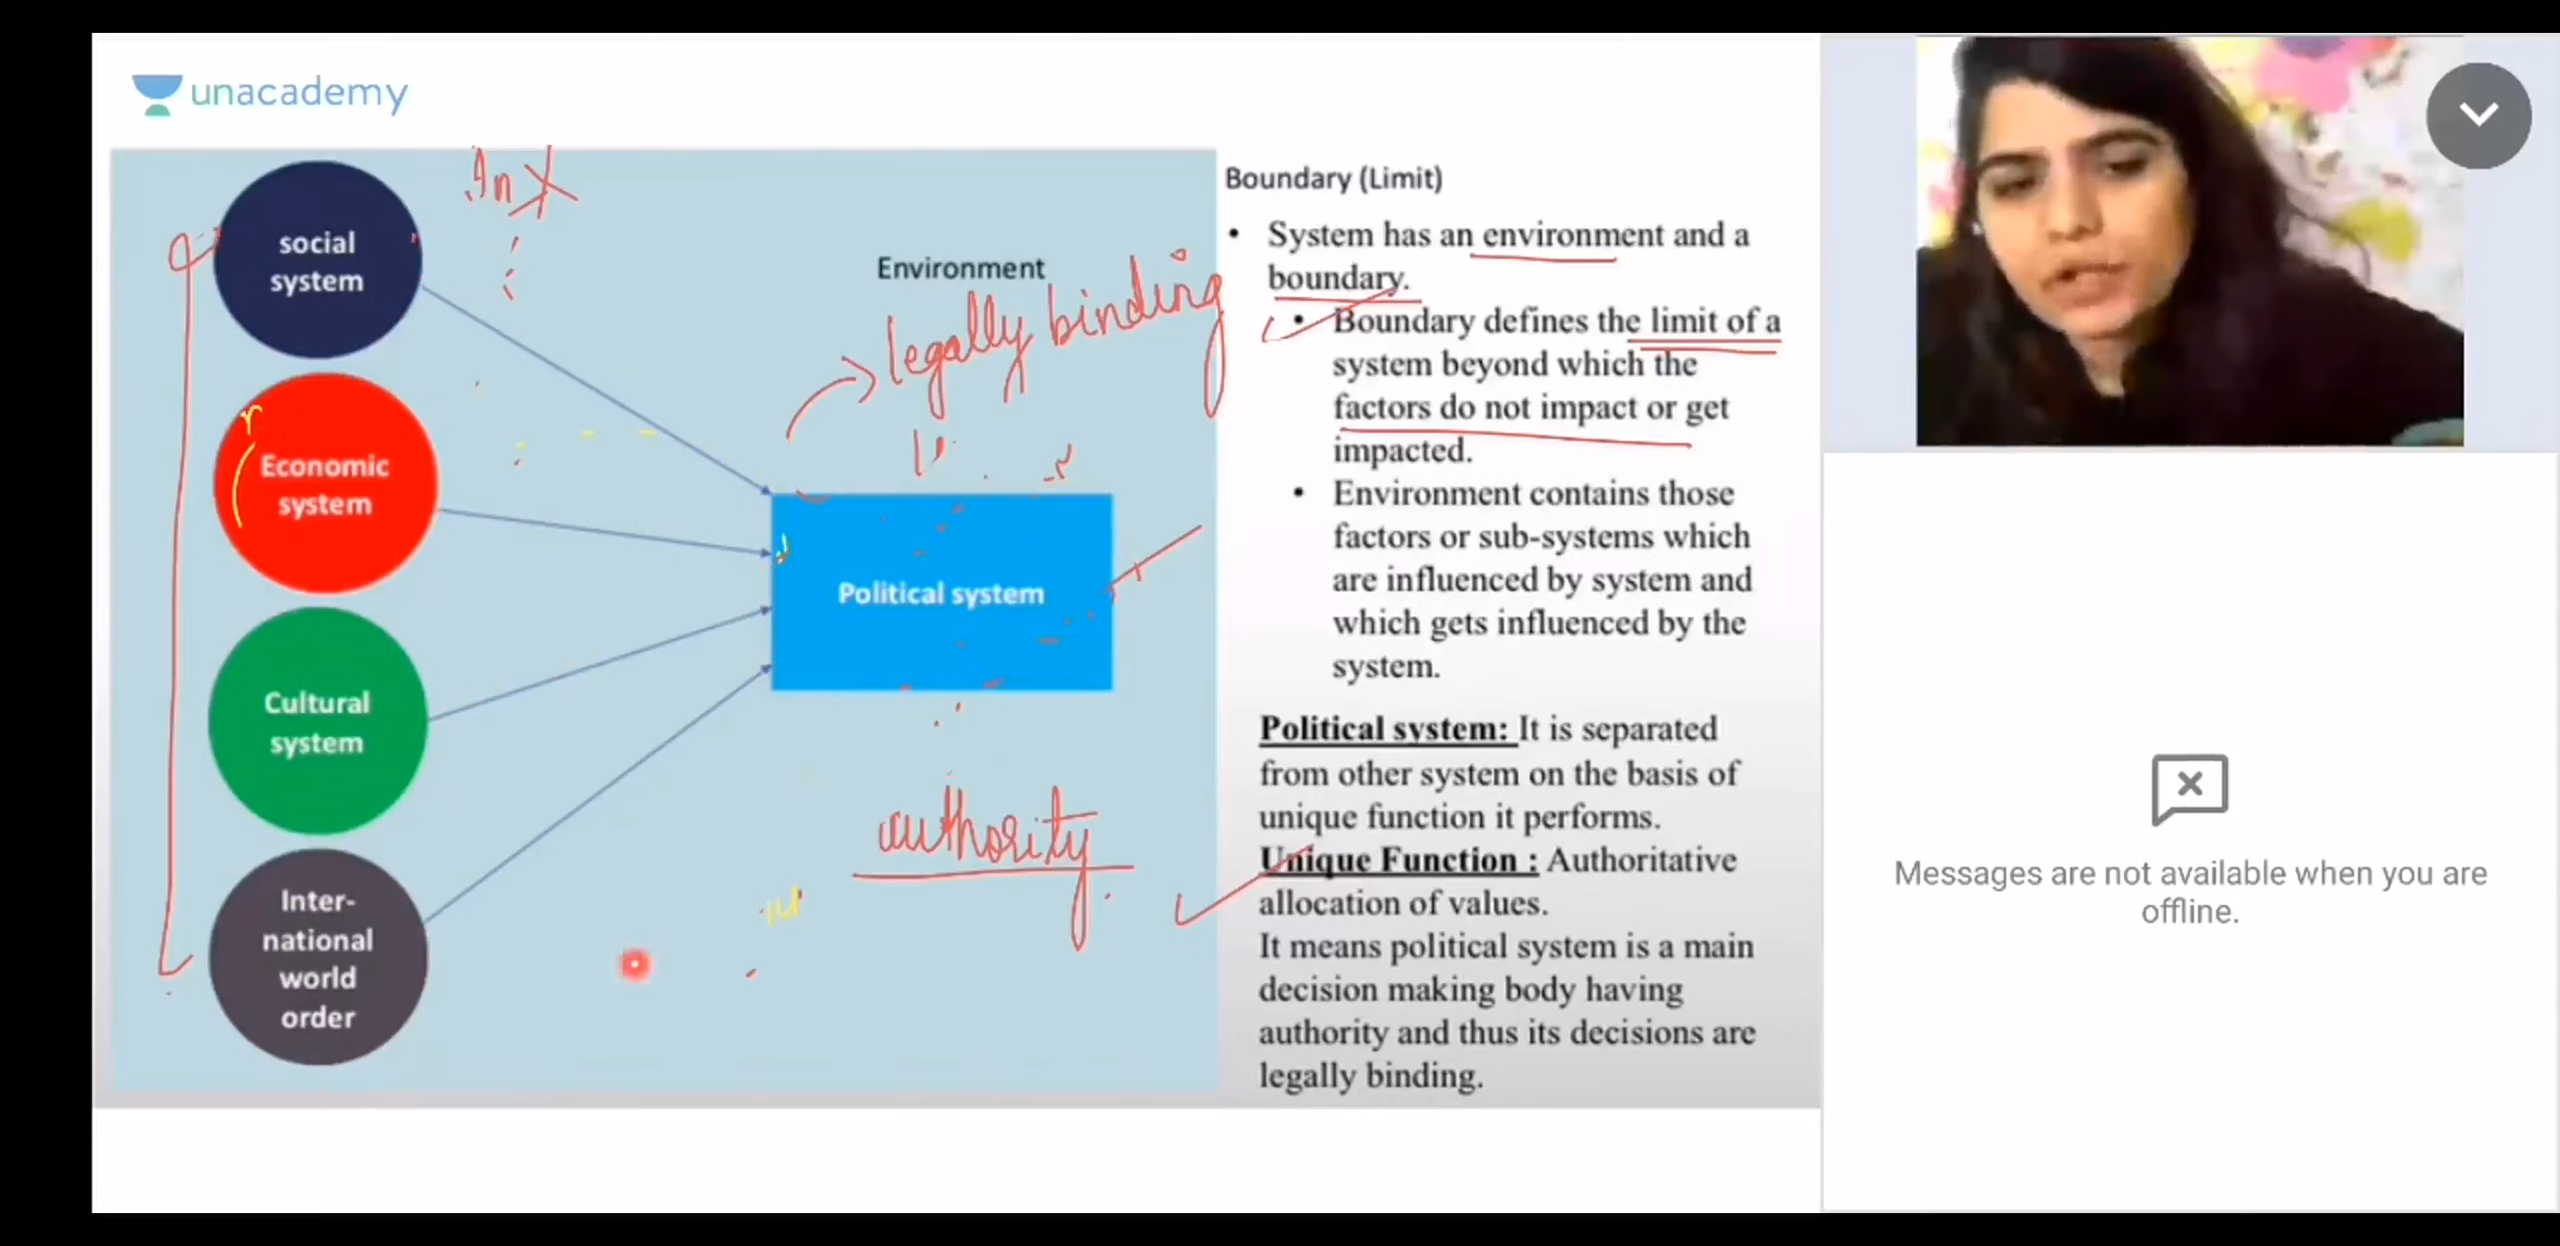 unacademy
social
system
Economic
system
Cultural
system
Inter-
national
world
order
Environment
legally binding
Political system
authority
Boundary (Limit)
• System has an environment and a
boundary.
• Boundary defines the limit of a
system beyond which the
factors do not impact or get
impacted.
• Environment contains those
factors or sub-systems which
are influenced by system and
which gets influenced by the
system.
Political system: It is separated
from other system on the basis of
unique function it performs.
Unique Function : Authoritative
allocation of values.
It means political system is a main
decision making body having
authority and thus its decisions are
legally binding.
Messages are not available when you are
offline.